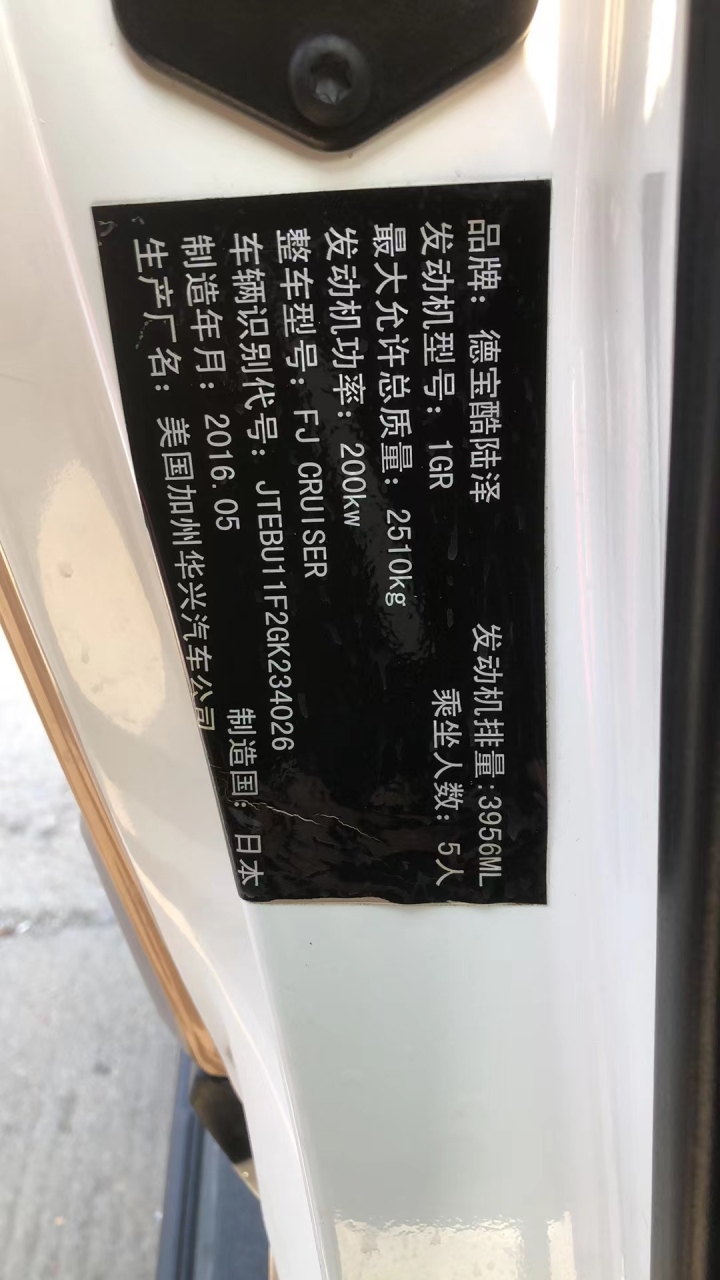 品牌: 德宝酷陆泽 发动机排量:3956ML
发动机型号: 1GR 乘坐人数: 5人
最大允许总质量: 2510kg
发动机功率: 200kw
整车型号: FJ CRUISER
车辆识别代号: JTEBU11F2GK234026
制造年月: 2016.05 制造国: 日本
生产厂名: 美国加州华兴汽车公司